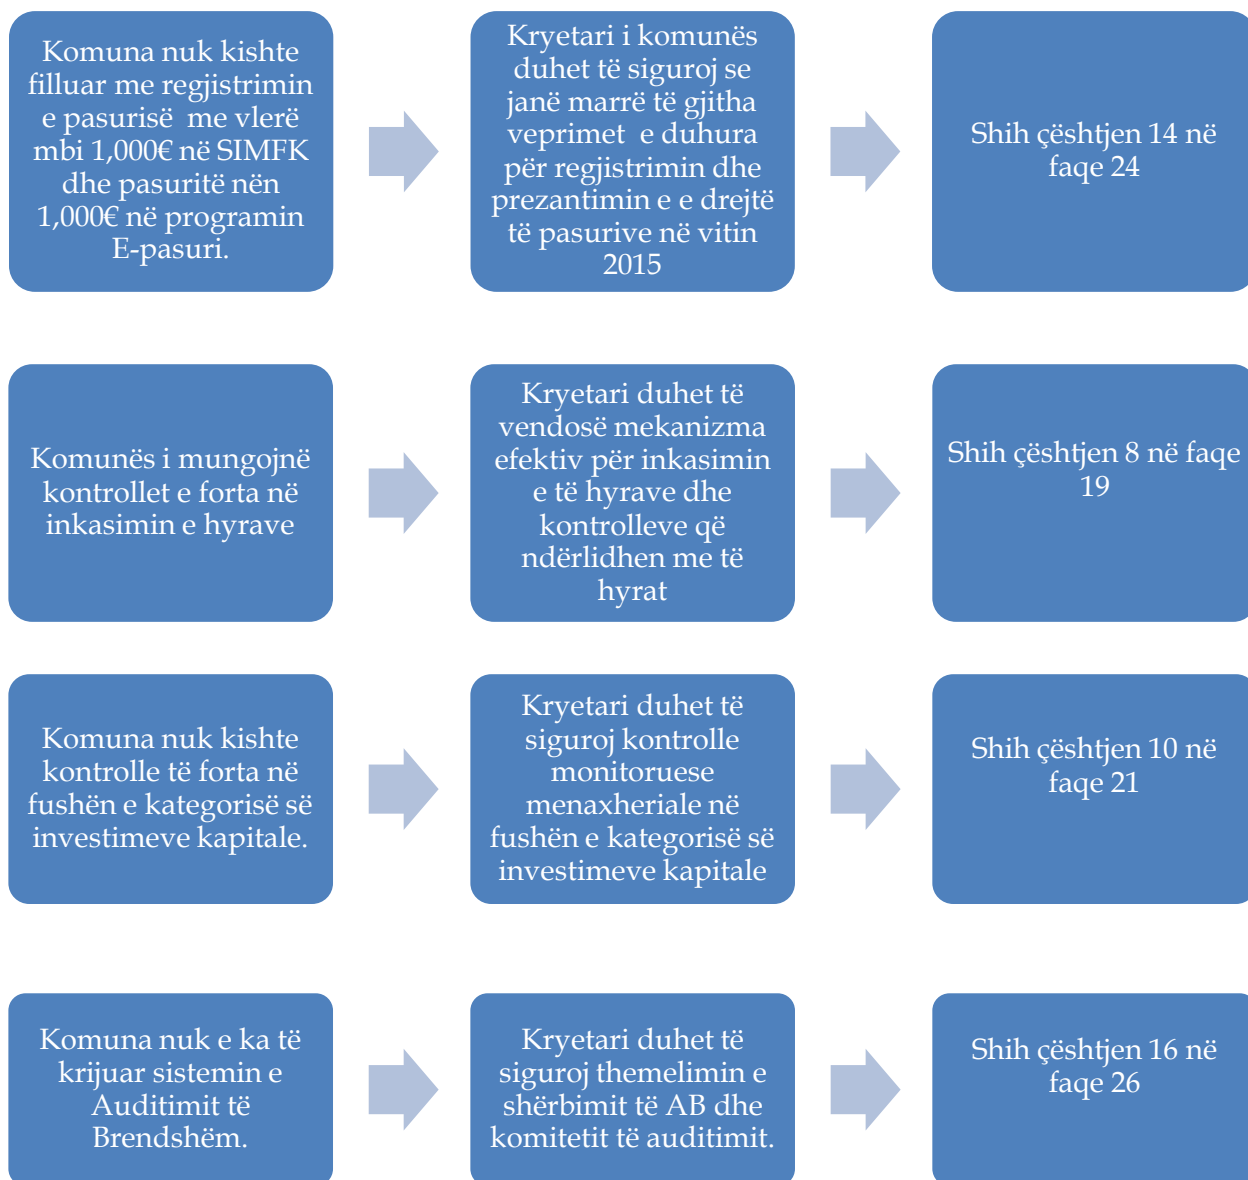 Komuna nuk kishte
filluar me regjistrimin
e pasurisë me vlerë
mbi 1,000€ në SIMFK
dhe pasuritë nën
1,000€ në programin
E-pasuri.
Kryetari i komunës
duhet të siguroj se
janë marrë të gjitha
veprimet e duhura
për regjistrimin dhe
prezantimin e e drejtë
të pasurive në vitin
2015
Shih çështjen 14 në
faqe 24
Komunës i mungojnë
kontrollet e forta në
inkasimin e hyrave
Kryetari duhet të
vendosë mekanizma
efektiv për inkasimin
e të hyrave dhe
kontrolleve që
ndërlidhen me të
hyrat
Shih çështjen 8 në faqe
19
Komuna nuk kishte
kontrolle të forta në
fushën e kategorisë së
investimeve kapitale.
Kryetari duhet të
siguroj kontrolle
monitoruese
menaxheriale në
fushën e kategorisë së
investimeve kapitale
Shih çështjen 10 në
faqe 21
Komuna nuk e ka të
krijuar sistemin e
Auditimit të
Brendshëm.
Kryetari duhet të
siguroj themelimin e
shërbimit të AB dhe
komitetit të auditimit.
Shih çështjen 16 në
faqe 26